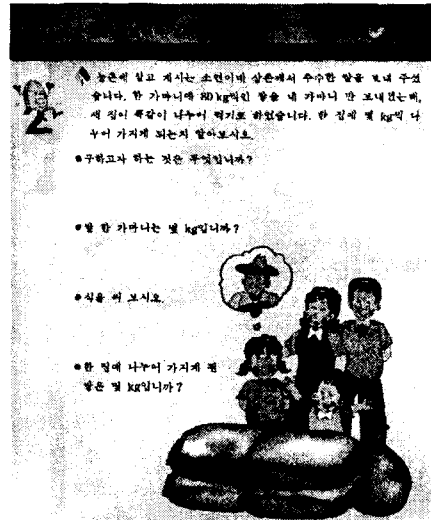 농촌에 살고 계시는 소연이네 삼촌께서 추수한 쌀을 보내 주셨
습니다. 한 가마니에 80 kg씩인 쌀을 네 가마니 반 보내셨는데,
세 집이 똑같이 나누어 먹기로 하였습니다. 한 집에 몇 kg씩 나
누어 가지게 되는지 알아보시오.
●구하고자 하는 것은 무엇입니까?
●쌀 한 가마니는 몇 kg입니까?
●식을 써 보시오.
●한 집에 나누어 가지게 된
쌀은 몇 kg입니까?